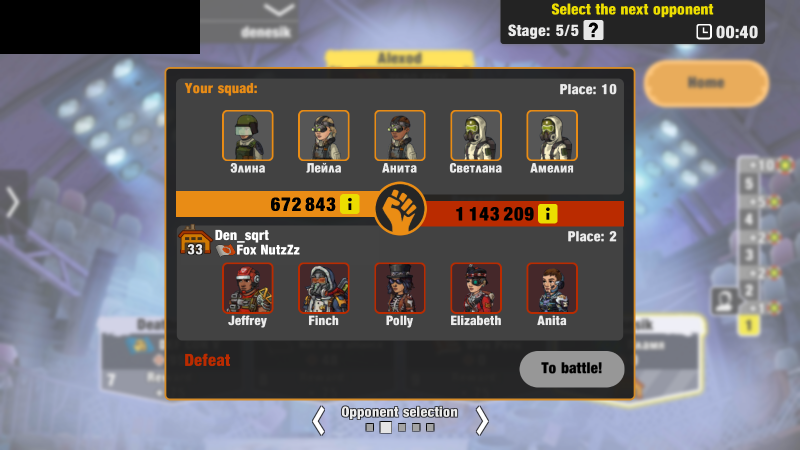 Select the next opponent
Stage: 5/5 ?
00:40
denesik
Alexod
Home
Your squad:
Place: 10
Элина
Лейла
Анита
Светлана
Амелия
672 843 i
1 143 209 i
33
Den_sqrt
Fox NutzZz
Place: 2
Jeffrey
Finch
Polly
Elizabeth
Anita
Defeat
To battle!
Opponent selection
5
4
3
2
1
7